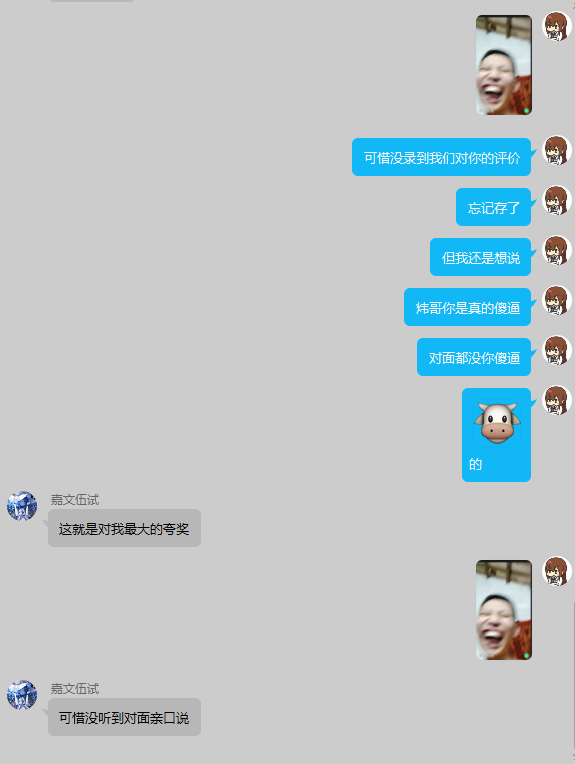 可惜没录到我们对你的评价
忘记存了
但我还是想说
炜哥你是真的傻逼
对面都没你傻逼
的
嘉文伍试
这就是对我最大的夸奖
嘉文伍试
可惜没听到对面亲口说